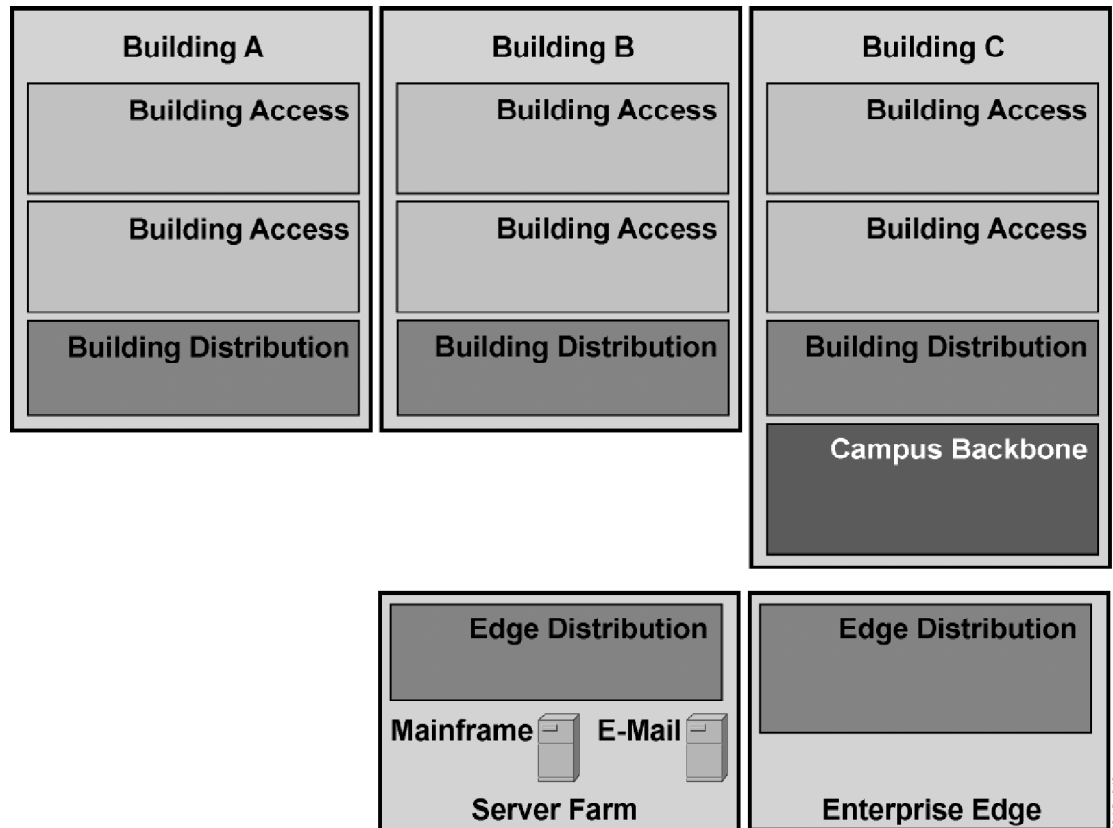 Building A
Building Access
Building Access
Building Distribution
Building B
Building Access
Building Access
Building Distribution
Building C
Building Access
Building Access
Building Distribution
Campus Backbone
Edge Distribution
Mainframe
E-Mail
Server Farm
Edge Distribution
Enterprise Edge